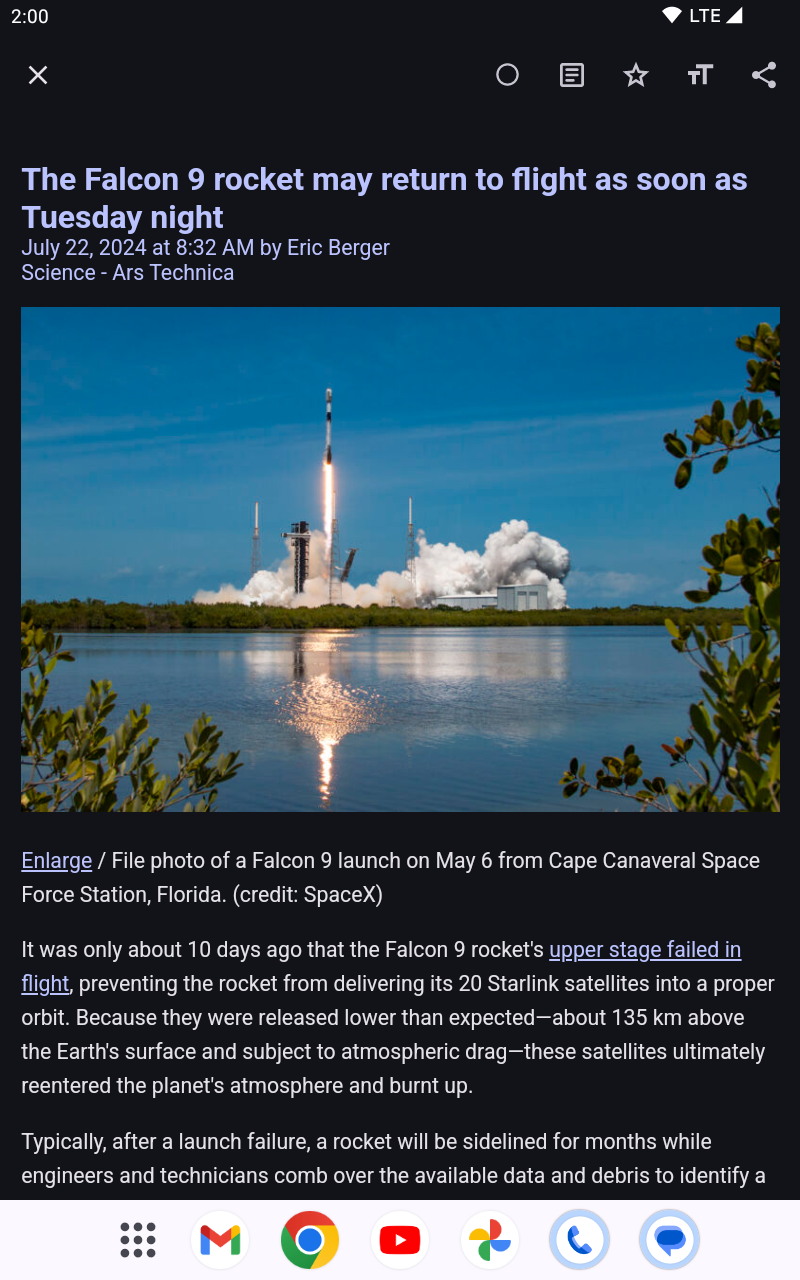 2:00
LTE
The Falcon 9 rocket may return to flight as soon as
Tuesday night
July 22, 2024 at 8:32 AM by Eric Berger
Science - Ars Technica
Enlarge / File photo of a Falcon 9 launch on May 6 from Cape Canaveral Space
Force Station, Florida. (credit: SpaceX)
It was only about 10 days ago that the Falcon 9 rocket's upper stage failed in
flight, preventing the rocket from delivering its 20 Starlink satellites into a proper
orbit. Because they were released lower than expected—about 135 km above
the Earth's surface and subject to atmospheric drag—these satellites ultimately
reentered the planet's atmosphere and burnt up.
Typically, after a launch failure, a rocket will be sidelined for months while
engineers and technicians comb over the available data and debris to identify a